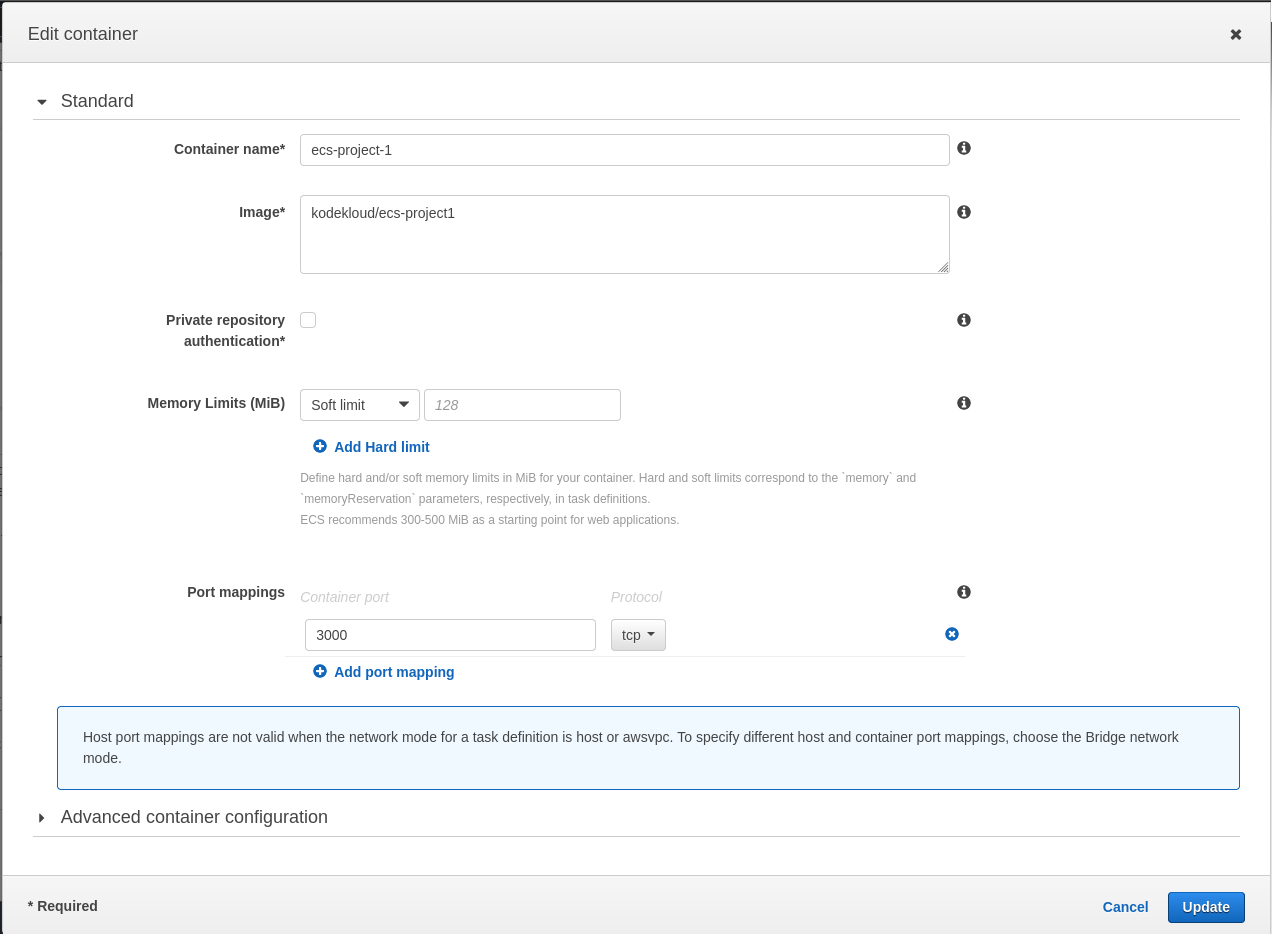 Edit container
Standard
Container name*
ecs-project-1
Image*
kodekloud/ecs-project1
Private repository
authentication*
Memory Limits (MiB)
Soft limit
128
Add Hard limit
Define hard and/or soft memory limits in MiB for your container. Hard and soft limits correspond to the `memory` and
`memoryReservation` parameters, respectively, in task definitions.
ECS recommends 300-500 MiB as a starting point for web applications.
Port mappings
Container port
Protocol
3000
tcp
Add port mapping
Host port mappings are not valid when the network mode for a task definition is host or awsvpc. To specify different host and container port mappings, choose the Bridge network
mode.
Advanced container configuration
* Required
Cancel
Update